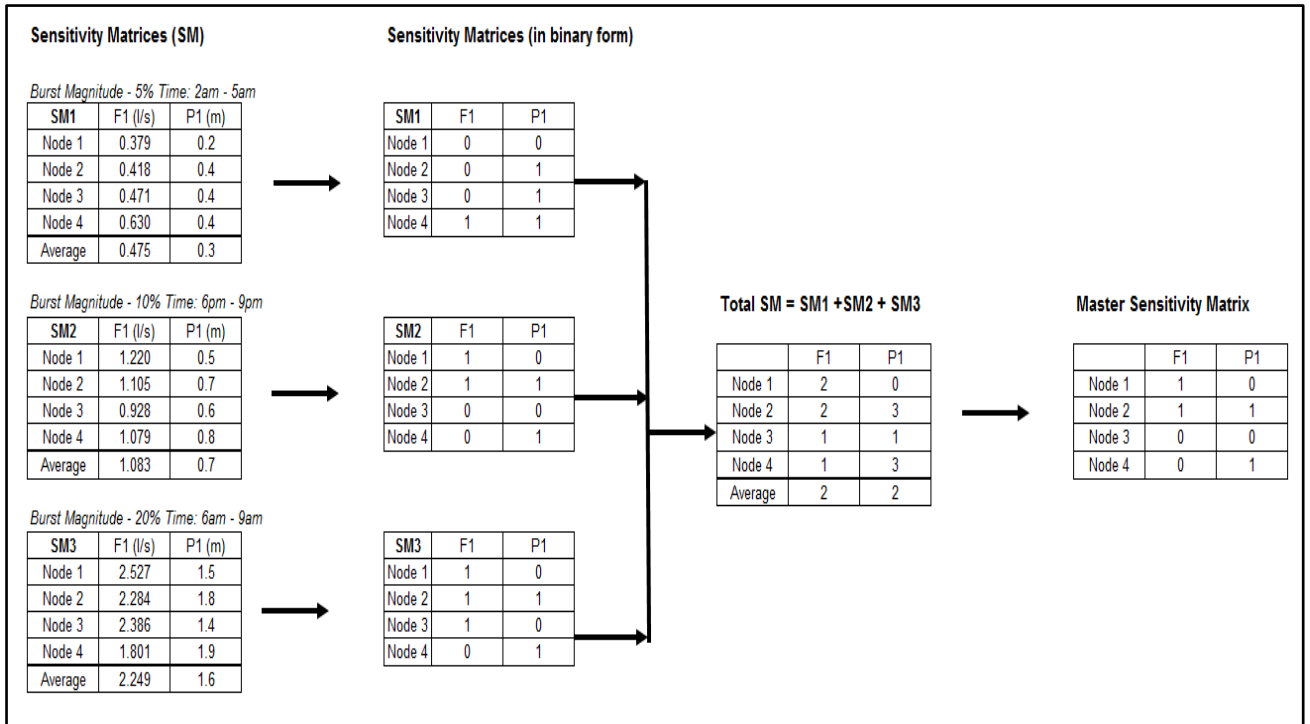 Sensitivity Matrices (SM)
Burst Magnitude - 5% Time: 2am - 5am
SM1 F1 (l/s) P1 (m)
Node 1 0.379 0.2
Node 2 0.418 0.4
Node 3 0.471 0.4
Node 4 0.630 0.4
Average 0.475 0.3
Burst Magnitude - 10% Time: 6pm - 9pm
SM2 F1 (l/s) P1 (m)
Node 1 1.220 0.5
Node 2 1.105 0.7
Node 3 0.928 0.6
Node 4 1.079 0.8
Average 1.083 0.7
Burst Magnitude - 20% Time: 6am - 9am
SM3 F1 (l/s) P1 (m)
Node 1 2.527 1.5
Node 2 2.284 1.8
Node 3 2.386 1.4
Node 4 1.801 1.9
Average 2.249 1.6
Sensitivity Matrices (in binary form)
SM1 F1 P1
Node 1 0 0
Node 2 0 1
Node 3 0 1
Node 4 1 1
SM2 F1 P1
Node 1 1 0
Node 2 1 1
Node 3 0 0
Node 4 0 1
SM3 F1 P1
Node 1 1 0
Node 2 1 1
Node 3 1 0
Node 4 0 1
Total SM = SM1 +SM2 + SM3
F1 P1
Node 1 2 0
Node 2 2 3
Node 3 1 1
Node 4 1 3
Average 2 2
Master Sensitivity Matrix
F1 P1
Node 1 1 0
Node 2 1 1
Node 3 0 0
Node 4 0 1